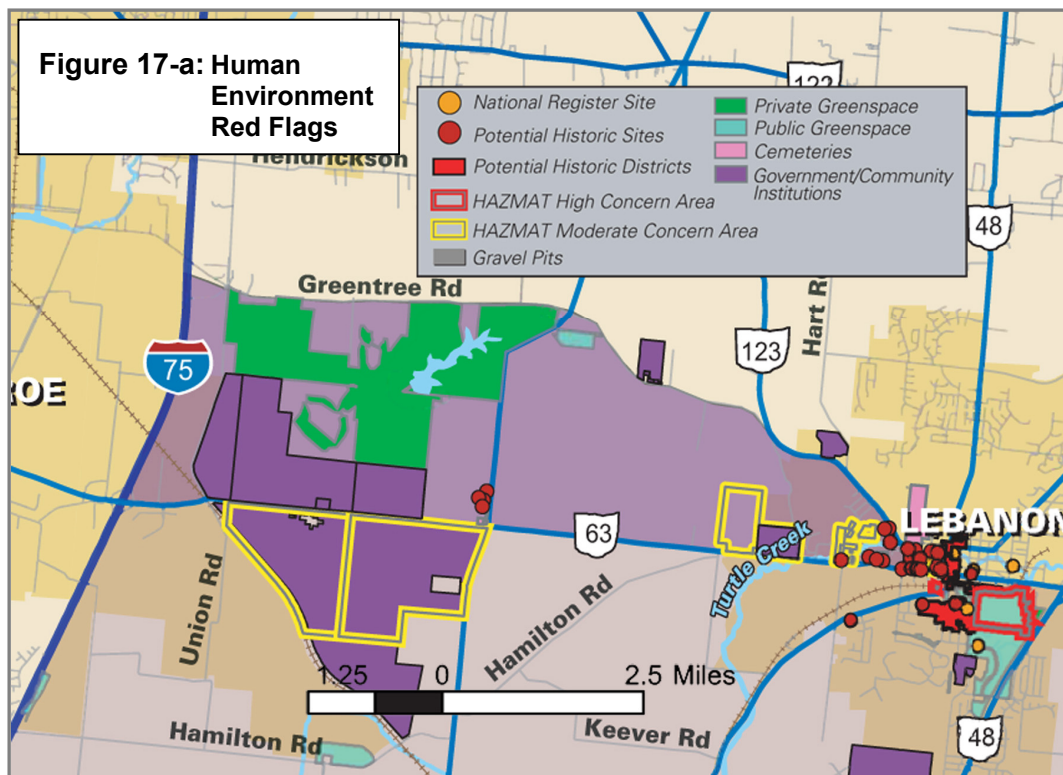 Figure 17-a: Human
Environment
Red Flags
122
National Register Site
Potential Historic Sites
Potential Historic Districts
HAZMAT High Concern Area
HAZMAT Moderate Concern Area
Gravel Pits
Private Greenspace
Public Greenspace
Cemeteries
Government/Community
Institutions
Hendrickson
48
Greentree Rd
Hart Rd
123
75
ROE
LEBANON
63
Turtle Creek
Union Rd
Hamilton Rd
1.25 0 2.5 Miles
Hamilton Rd
Keever Rd
48